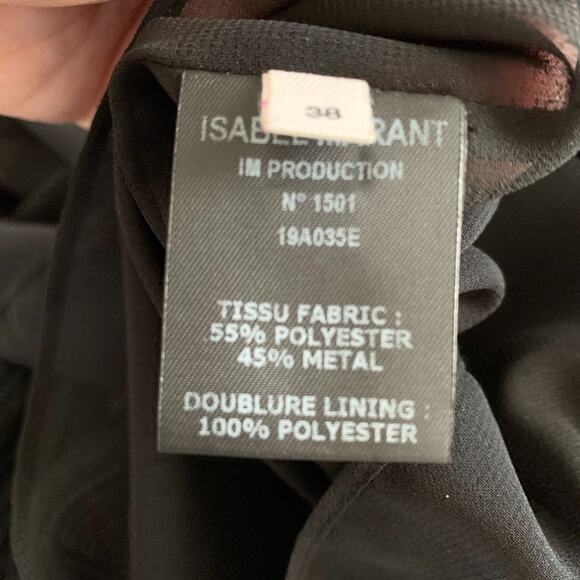 38
ISABEL MARANT
IM PRODUCTION
N° 1501
19A035E
TISSU FABRIC :
55% POLYESTER
45% METAL
DOUBLURE LINING :
100% POLYESTER